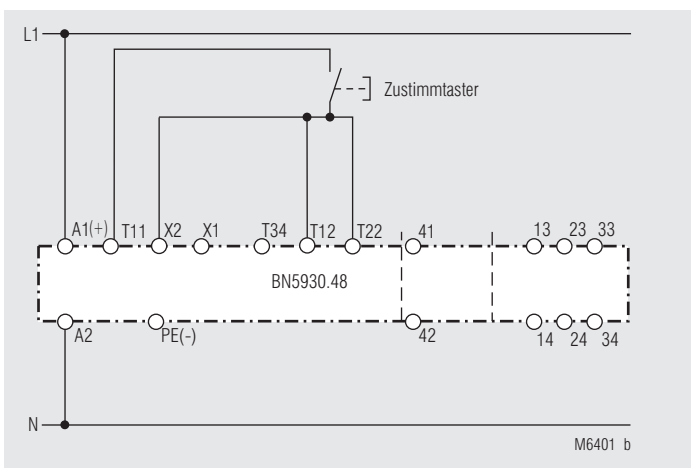 L1
Zustimmtaster
A1(+) T11 X2 X1 T34 T12 T22 41 13 23 33
BN5930.48
A2 PE(-) 42 14 24 34
N
M6401 b